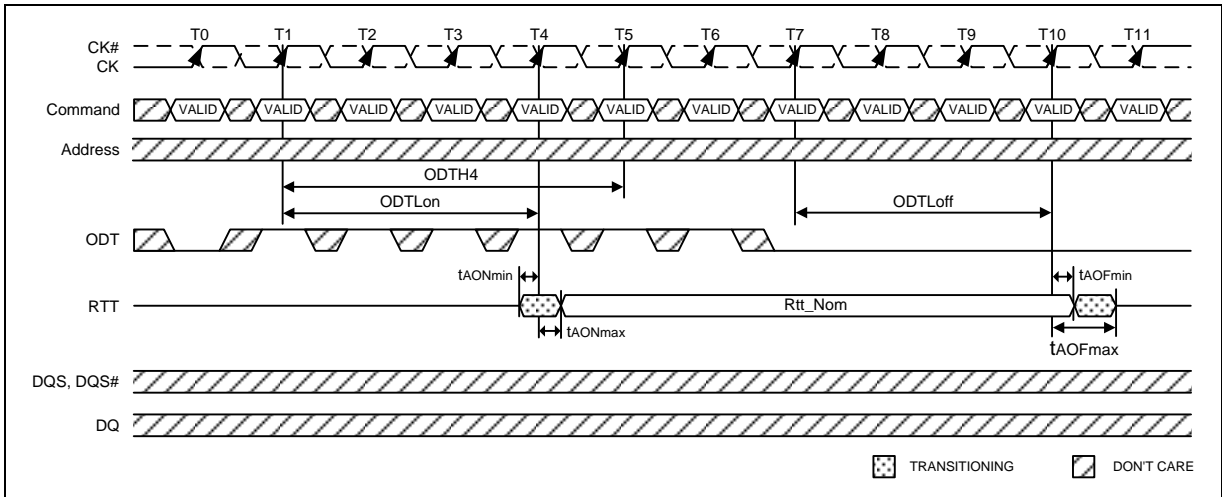 T0 T1 T2 T3 T4 T5 T6 T7 T8 T9 T10 T11
CK#
CK
Command VALID VALID VALID VALID VALID VALID VALID VALID VALID VALID VALID VALID
Address
ODTH4
ODTLon ODTLoff
ODT
tAONmin tAOFmin
RTT Rtt_Nom
tAONmax
tAOFmax
DQS, DQS#
DQ
TRANSITIONING DON'T CARE